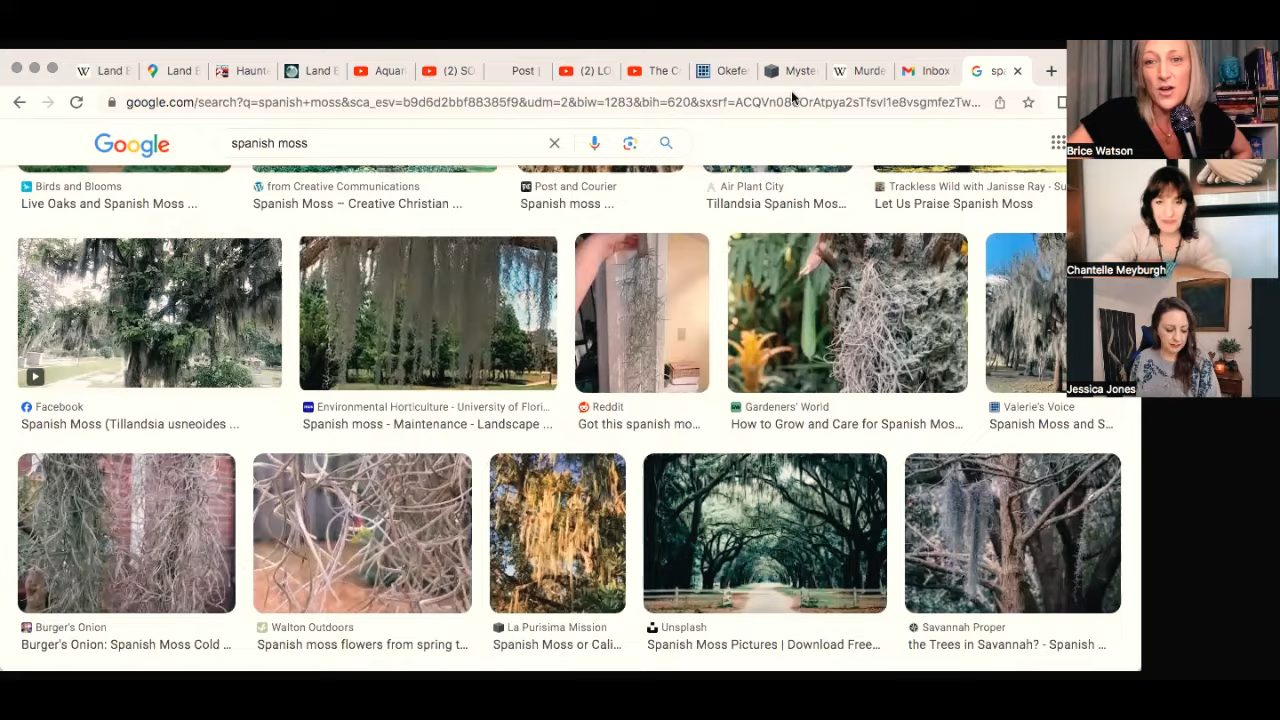 Land E
Land E
Haunt
Land E
Aquar
(2) SO
Post |
(2) LO
The C
Okefe
Myste
Murde
Inbox
spa
google.com/search?q=spanish+moss&sca_esv=b9d6d2bbf88385f9&udm=2&biw=1283&bih=620&sxsrf=
Google
spanish moss
Birds and Blooms
Live Oaks and Spanish Moss ...
from Creative Communications
Spanish Moss – Creative Christian ...
Post and Courier
Spanish moss ...
Air Plant City
Tillandsia Spanish Mos...
Trackless Wild with Janisse Ray - Su
Let Us Praise Spanish Moss
Facebook
Spanish Moss (Tillandsia usneoides ...
Environmental Horticulture - University of Flori...
Spanish moss - Maintenance - Landscape ...
Reddit
Got this spanish mo...
Gardeners' World
How to Grow and Care for Spanish Mos...
Valerie's Voice
Spanish Moss and S...
Burger's Onion
Burger's Onion: Spanish Moss Cold ...
Walton Outdoors
Spanish moss flowers from spring t...
La Purisima Mission
Spanish Moss or Cali...
Unsplash
Spanish Moss Pictures | Download Free...
Savannah Proper
the Trees in Savannah? - Spanish ...
Brice Watson
Chantelle Meyburgh
Jessica Jones